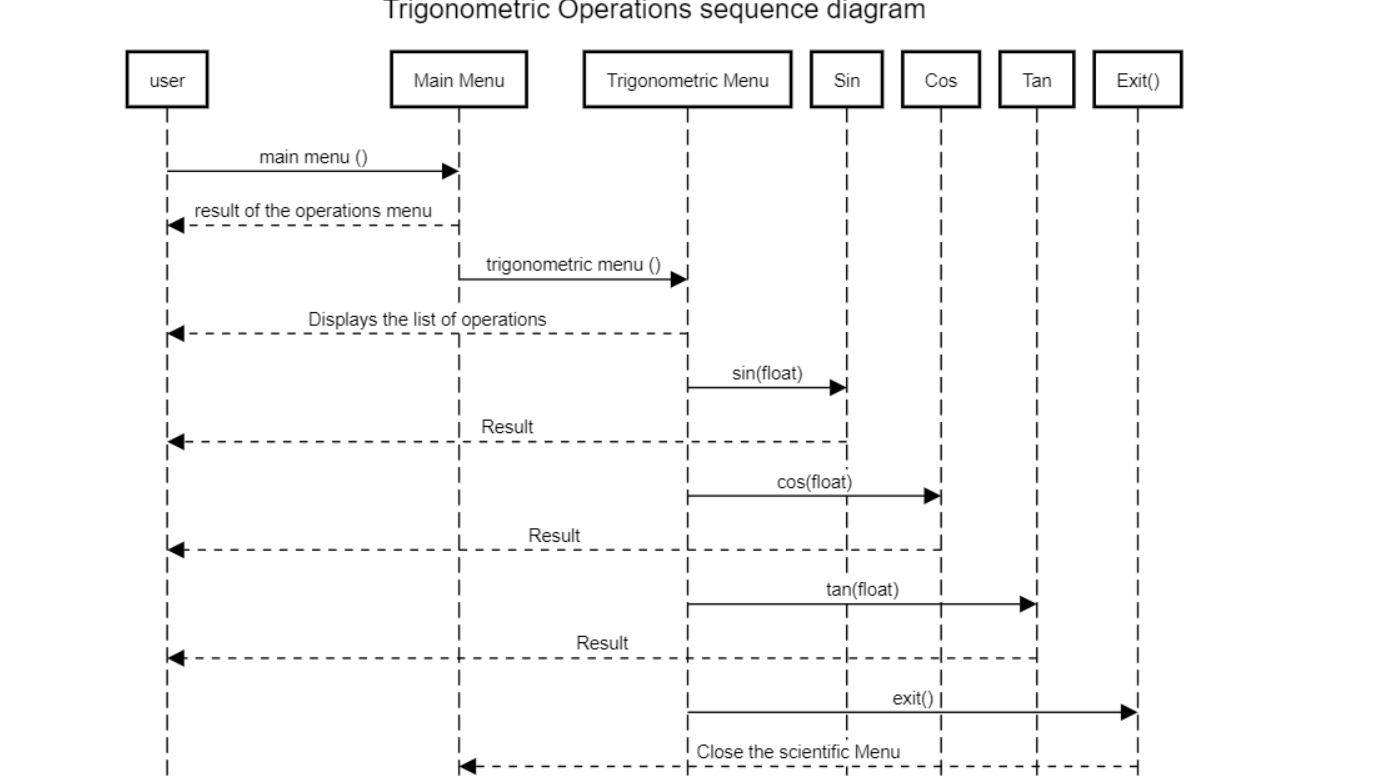 Trigonometric Operations sequence diagram
user
Main Menu
Trigonometric Menu
Sin
Cos
Tan
Exit()
main menu ()
result of the operations menu
trigonometric menu ()
Displays the list of operations
sin(float)
Result
cos(float)
Result
tan(float)
Result
exit()
Close the scientific Menu